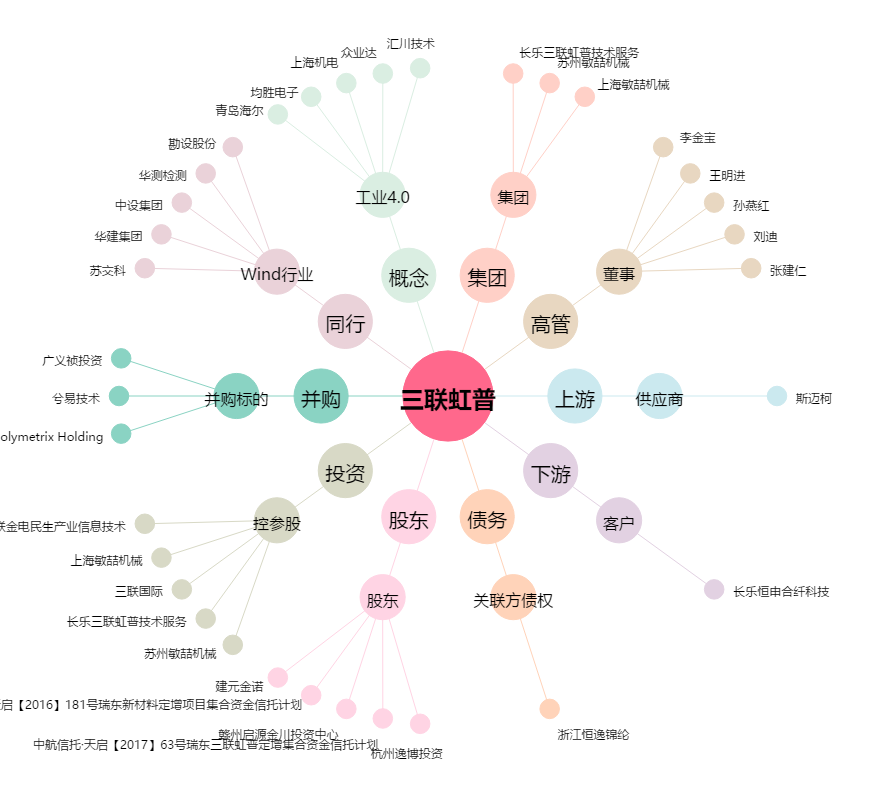 汇川技术
众业达
上海机电
均胜电子
青岛海尔
工业4.0
概念
长乐三联虹普技术服务
苏州敏喆机械
上海敏喆机械
集团
集团
勘设股份
华测检测
中设集团
华建集团
苏交科
Wind行业
同行
李金宝
王明进
孙燕红
刘迪
张建仁
董事
高管
广义祯投资
兮易技术
olymetrix Holding
并购标的
并购
三联虹普
上游
供应商
斯迈柯
投资
控参股
联金电民生产业信息技术
上海敏喆机械
三联国际
长乐三联虹普技术服务
苏州敏喆机械
下游
客户
长乐恒申合纤科技
股东
股东
建元金诺
启【2016】181号瑞东新材料定增项目集合资金信托计划
赣州启源金川投资中心
中航信托·天启【2017】63号瑞东三联虹普定增集合资金信托计划
杭州逸博投资
债务
关联方债权
浙江恒逸锦纶